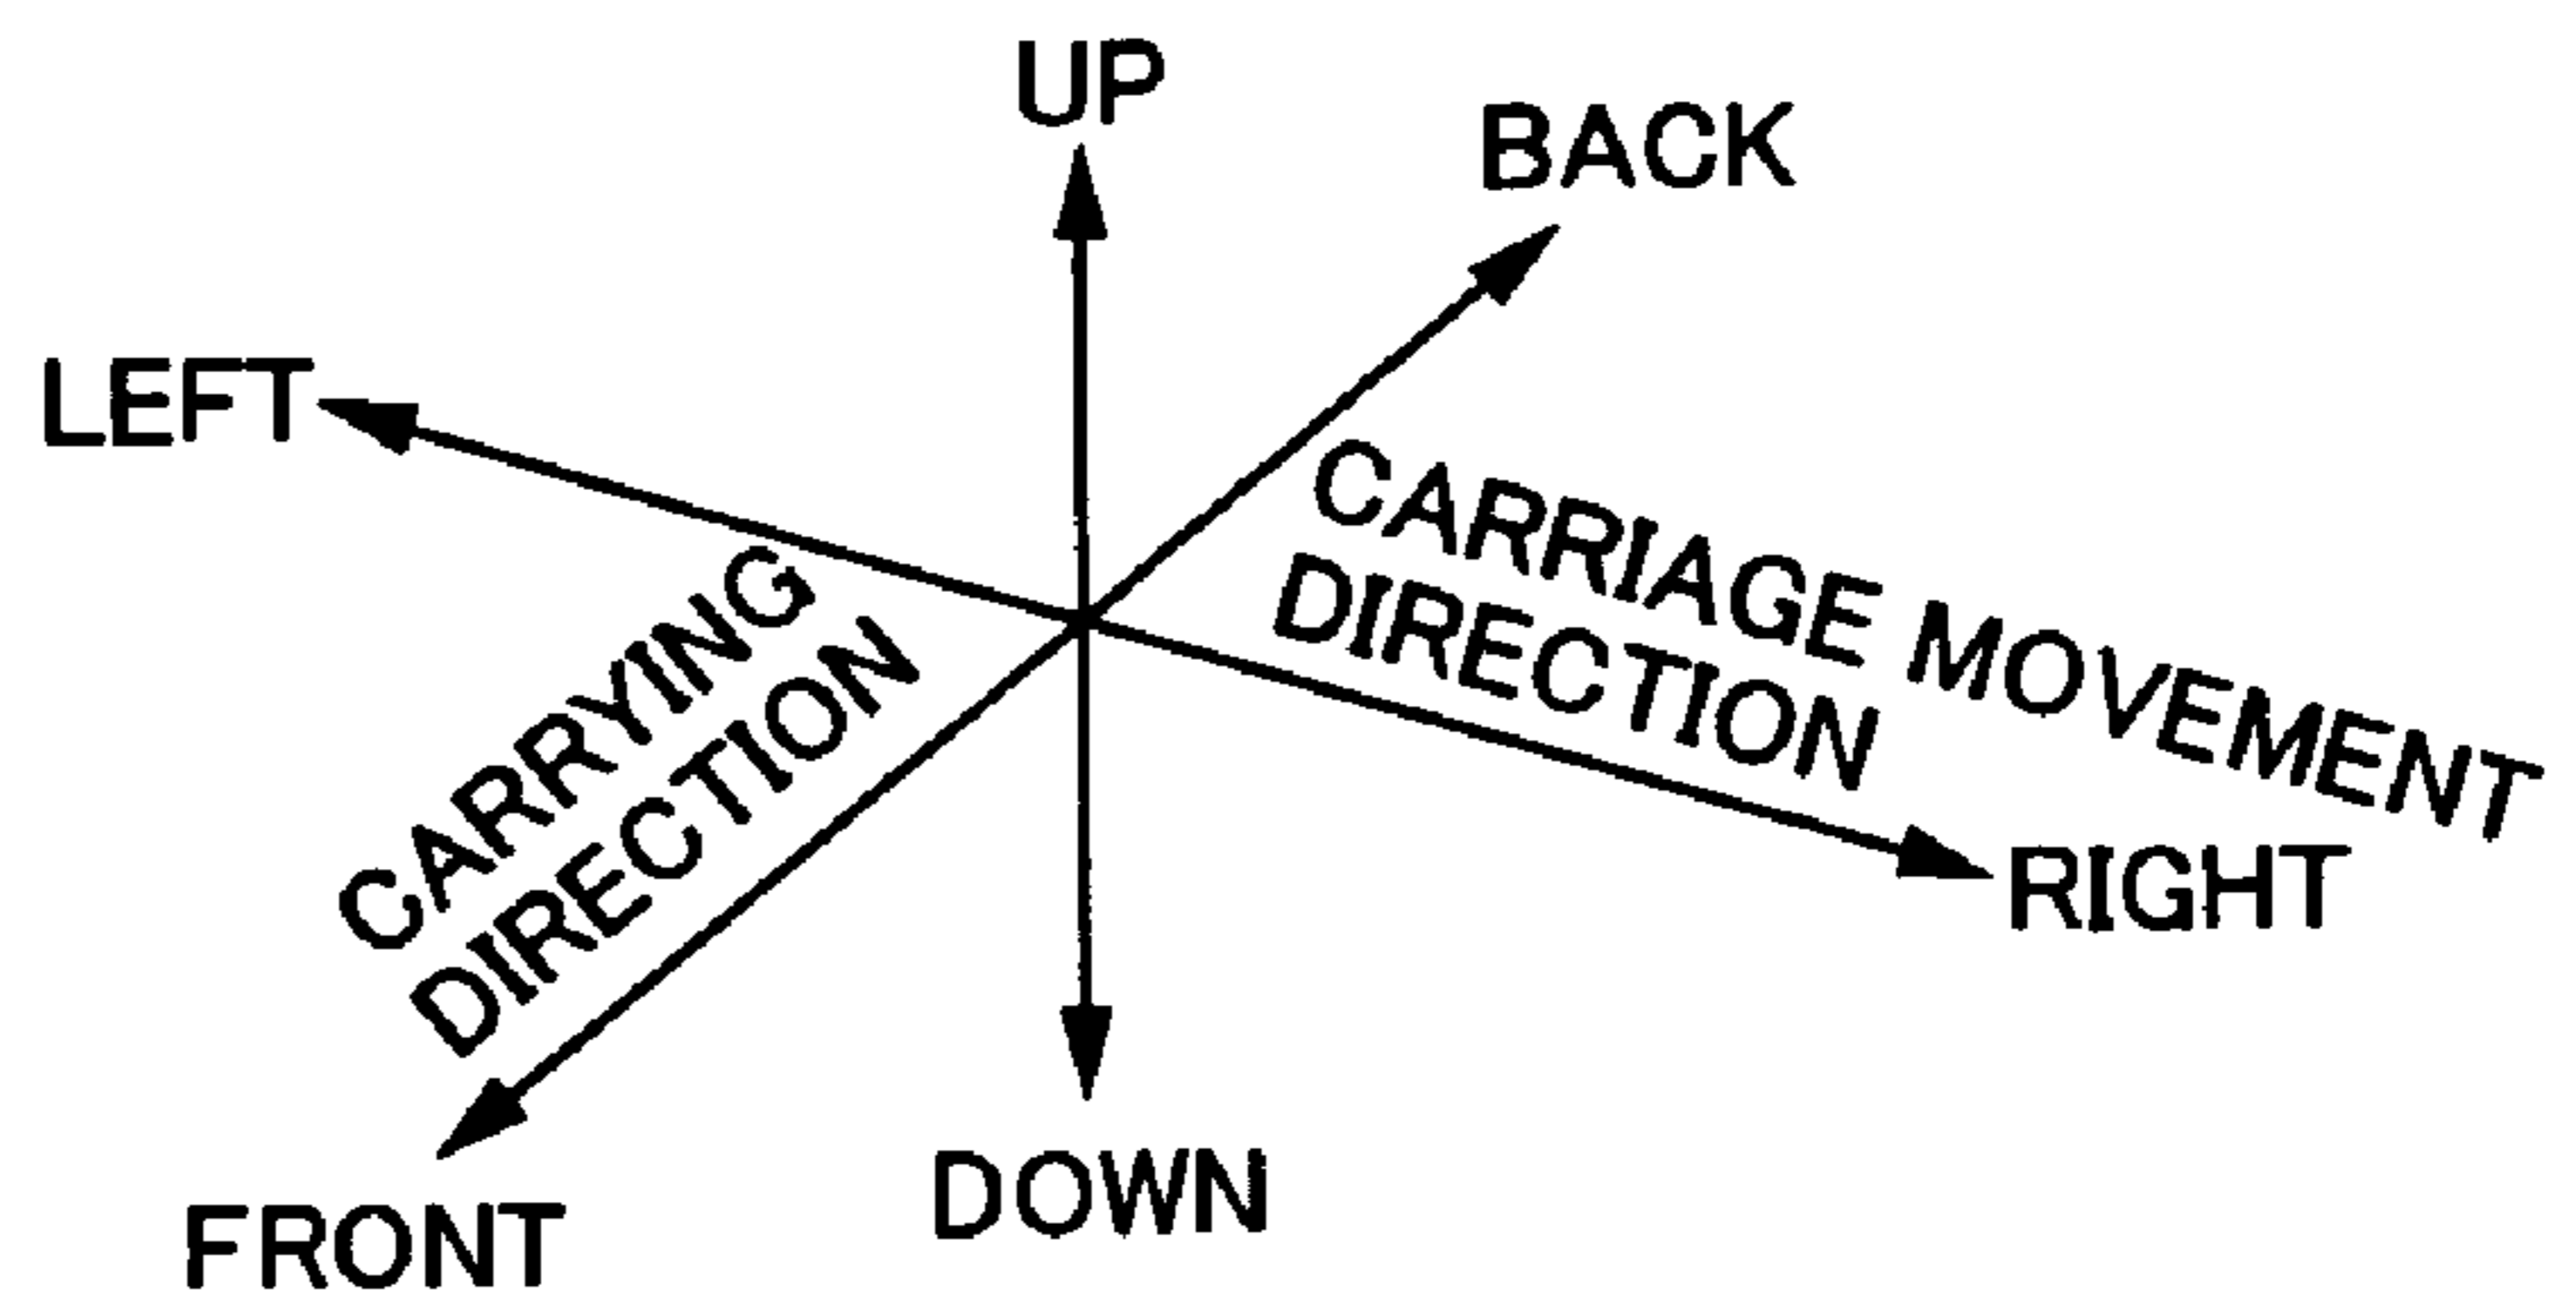 UP
BACK
LEFT
CARRIAGE MOVEMENT
DIRECTION
CARRYING
DIRECTION
RIGHT
DOWN
FRONT